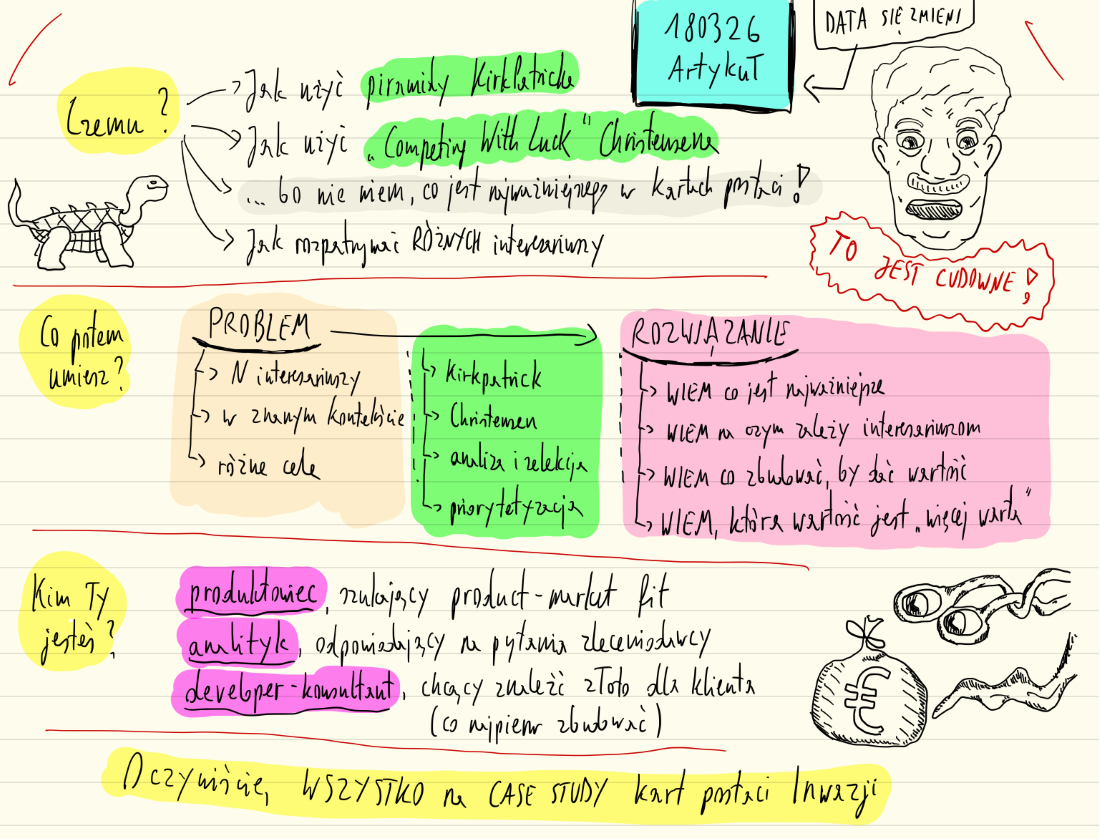 180326
Artykuł
DATA SIĘ ZMIENI
Czemu?
Jak użyć piramidy Kirkpatricka
Jak użyć „Competing With Luck" Christensena
... bo nie wiem, co jest najważniejszego w kartach postaci!
Jak rozpatrywać RÓŻNYCH interesariuszy
TO JEST CUDOWNE!
Co potem
umiesz?
PROBLEM
N interesariuszy
w znanym kontekście
różne cele
Kirkpatrick
Christensen
analiza i selekcja
priorytetyzacja
ROZWIĄZANIE
WIEM co jest najważniejsze
WIEM na czym zależy interesariuszom
WIEM co zbudować, by dać wartość
WIEM, która wartość jest „więcej warta"
Kim Ty
jesteś?
produktowiec, szukający product-market fit
analityk, odpowiadający na pytania zleceniodawcy
developer-konsultant, chcący znaleźć złoto dla klienta
(co najpierw zbudować)
€
Oczywiście, WSZYSTKO na CASE STUDY kart postaci Inwazji